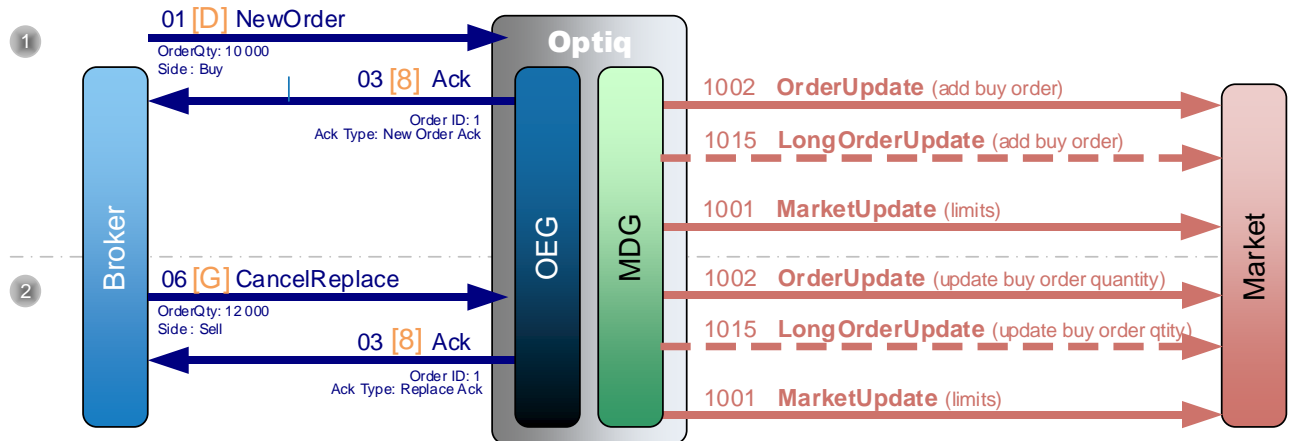 1
01 [D] NewOrder
OrderQty: 10 000
Side : Buy
Optiq
03 [8] Ack
Order ID: 1
Ack Type: New Order Ack
1002 OrderUpdate (add buy order)
1015 LongOrderUpdate (add buy order)
1001 MarketUpdate (limits)
Broker
OEG
MDG
Market
2
06 [G] CancelReplace
OrderQty: 12 000
Side : Sell
03 [8] Ack
Order ID: 1
Ack Type: Replace Ack
1002 OrderUpdate (update buy order quantity)
1015 LongOrderUpdate (update buy order qtity)
1001 MarketUpdate (limits)